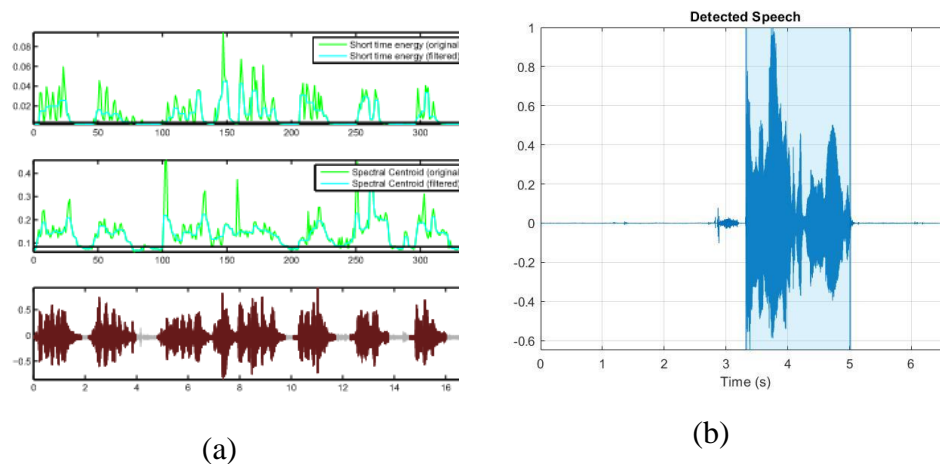 Short time energy (original
Short time energy (filtered)
0.08
0.06
0.04
0.02
0 50 100 150 200 250 300
Spectral Centroid (original
Spectral Centroid (filtered)
0.4
0.3
0.2
0.1
0 50 100 150 200 250 300
0.5
0
-0.5
0 2 4 6 8 10 12 14 16
(a)
Detected Speech
1
0.8
0.6
0.4
0.2
0
-0.2
-0.4
-0.6
0 1 2 3 4 5 6
Time (s)
(b)